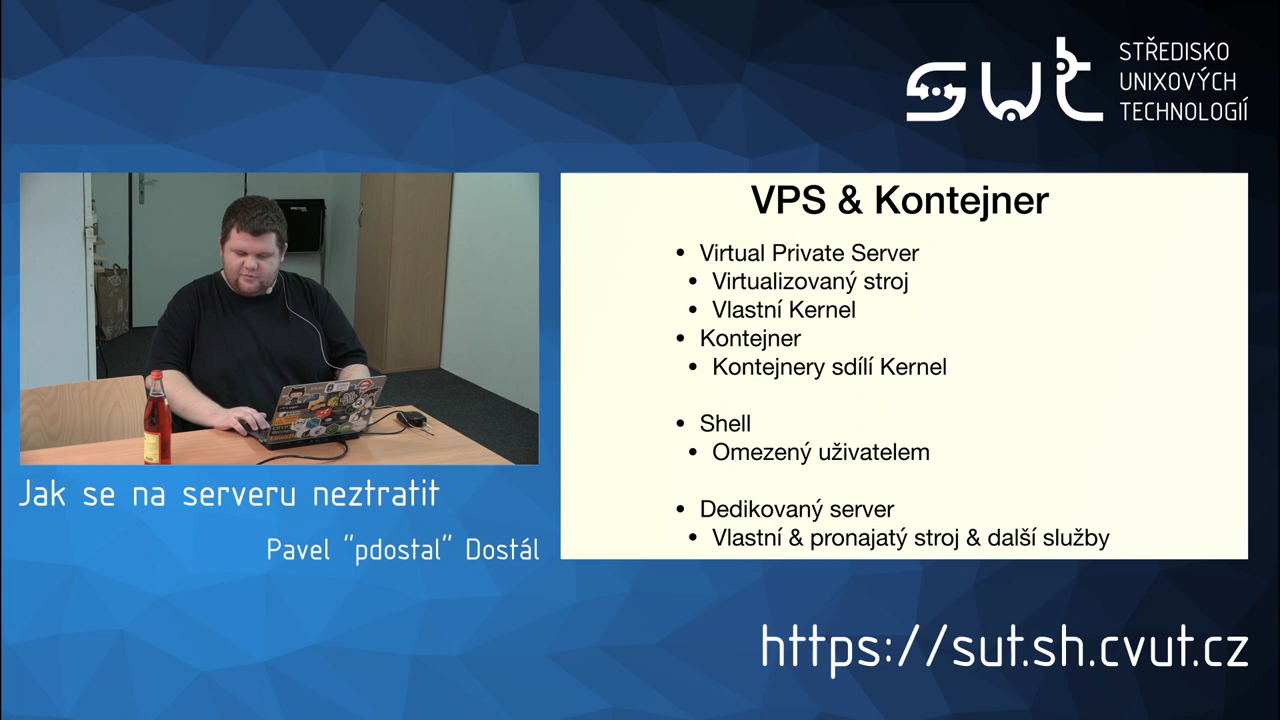 sut
STŘEDISKO
UNIXOVÝCH
TECHNOLOGIÍ
VPS & Kontejner
• Virtual Private Server
• Virtualizovaný stroj
• Vlastní Kernel
• Kontejner
• Kontejnery sdílí Kernel
• Shell
• Omezený uživatelem
• Dedikovaný server
• Vlastní & pronajatý stroj & další služby
Jak se na serveru neztratit
Pavel "pdostal" Dostál
https://sut.sh.cvut.cz